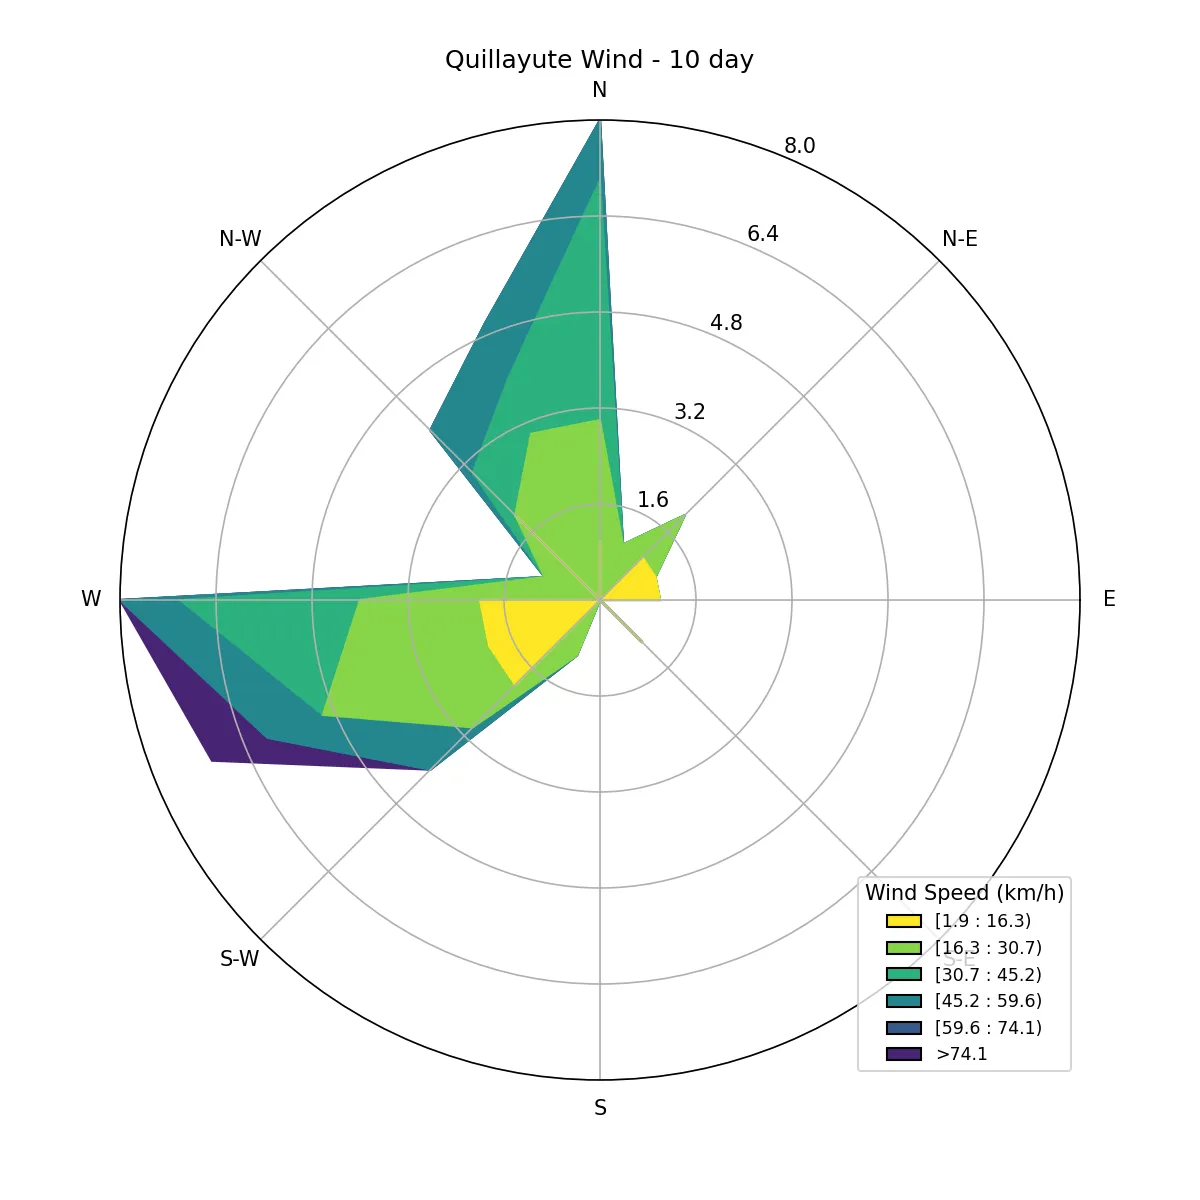 Quillayute Wind - 10 day
N
8.0
N-W
6.4
N-E
4.8
3.2
1.6
W
E
S-W
S-E
Wind Speed (km/h)
[1.9 : 16.3)
[16.3 : 30.7)
[30.7 : 45.2)
[45.2 : 59.6)
[59.6 : 74.1)
>74.1
S